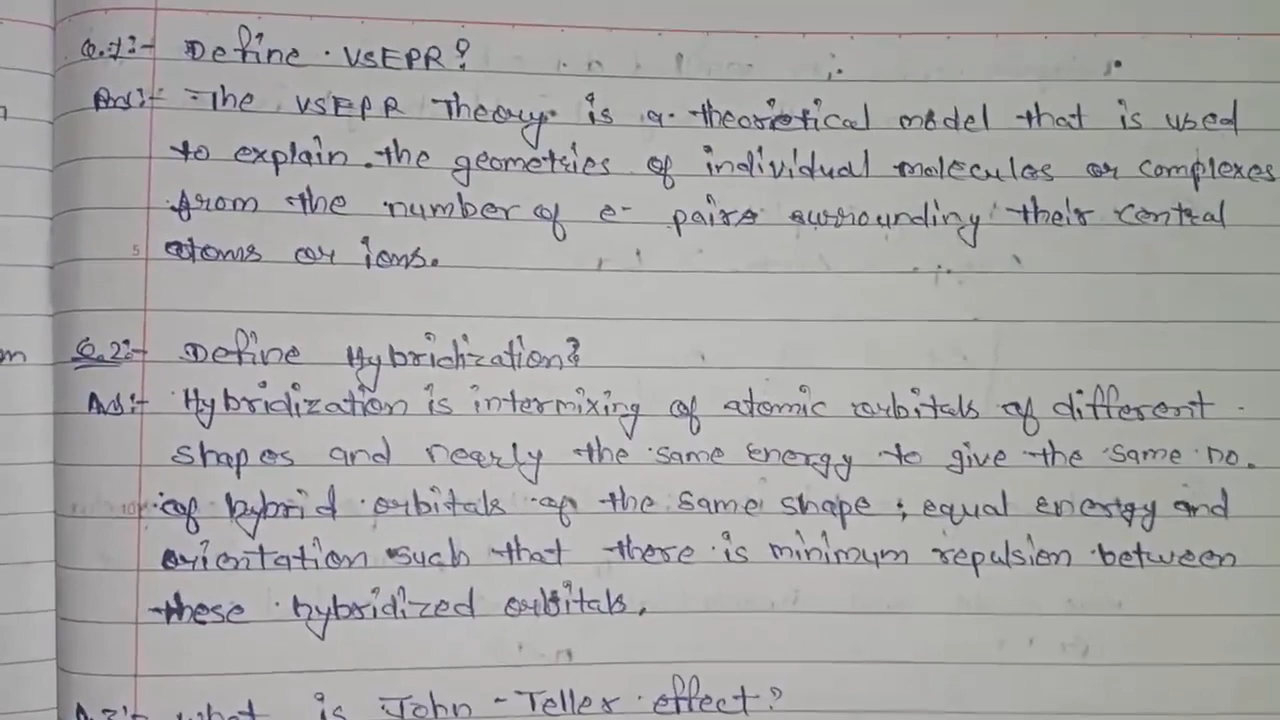 Q.1:- Define VSEPR?
Ans:- The VSEPR Theory is a theoretical model that is used
to explain the geometries of individual molecules or complexes
from the number of e- pairs surrounding their central
atoms or ions.
Q.2:- Define Hybridization?
Ans:- Hybridization is intermixing of atomic orbitals of different
shapes and nearly the same energy to give the same no.
of hybrid orbitals of the same shape, equal energy and
orientation such that there is minimum repulsion between
these hybridized orbitals.
what is John-Teller effect?